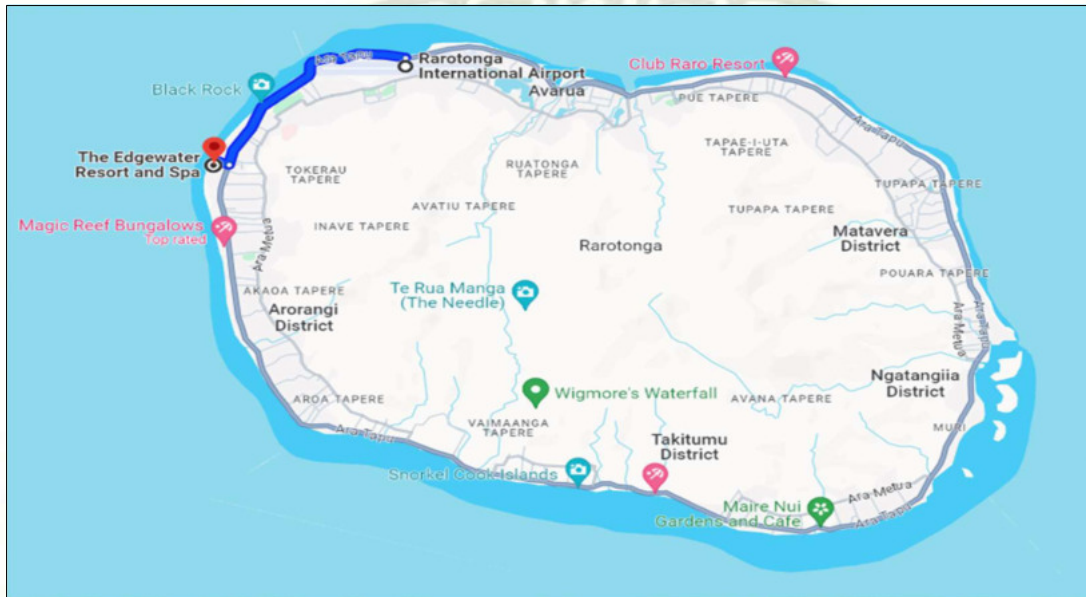 Ara Tapu
Rarotonga
International Airport
Avarua
Club Raro Resort
Black Rock
PUE TAPERE
Ara Tapu
The Edgewater
Resort and Spa
TOKERAU
TAPERE
RUATONGA
TAPERE
TAPAE-I-UTA
TAPERE
TUPAPA TAPERE
Magic Reef Bungalows
Top rated
Ara Metua
INAVE TAPERE
AVATIU TAPERE
TUPAPA TAPERE
Rarotonga
Matavera
District
POUARA TAPERE
AKAOA TAPERE
Te Rua Manga
(The Needle)
Arorangi
District
Ara Metua
Ara Tapu
Ngatangiia
District
AROA TAPERE
Wigmore's Waterfall
AVANA TAPERE
VAIMAANGA
TAPERE
MURI
Ara Tapu
Takitumu
District
Snorkel Cook Islands
Ara Metua
Maire Nui
Gardens and Cafe
Ara Tapu